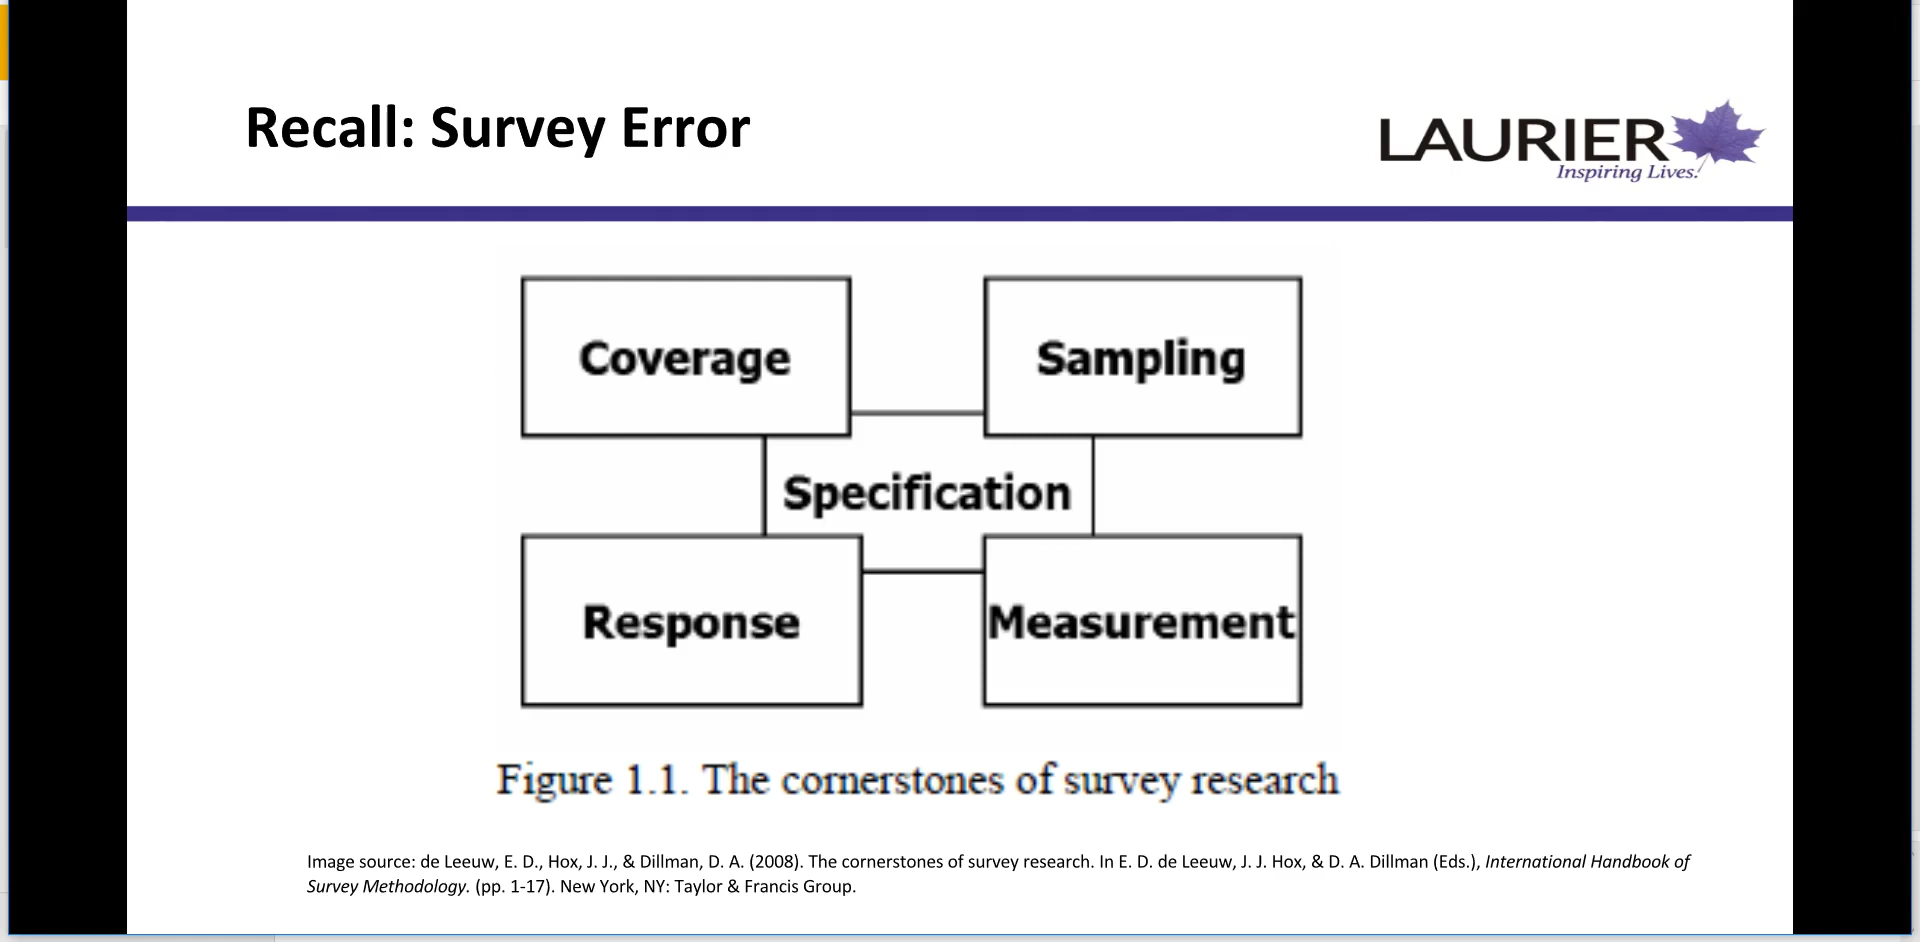 Recall: Survey Error
LAURIER
Inspiring Lives.
Coverage
Sampling
Specification
Response
Measurement
Figure 1.1. The cornerstones of survey research
Image source: de Leeuw, E. D., Hox, J. J., & Dillman, D. A. (2008). The cornerstones of survey research. In E. D. de Leeuw, J. J. Hox, & D. A. Dillman (Eds.), International Handbook of
Survey Methodology. (pp. 1-17). New York, NY: Taylor & Francis Group.